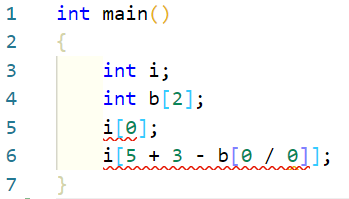 1 int main()
2 {
3 int i;
4 int b[2];
5 i[0];
6 i[5 + 3 - b[0 / 0]];
7 }